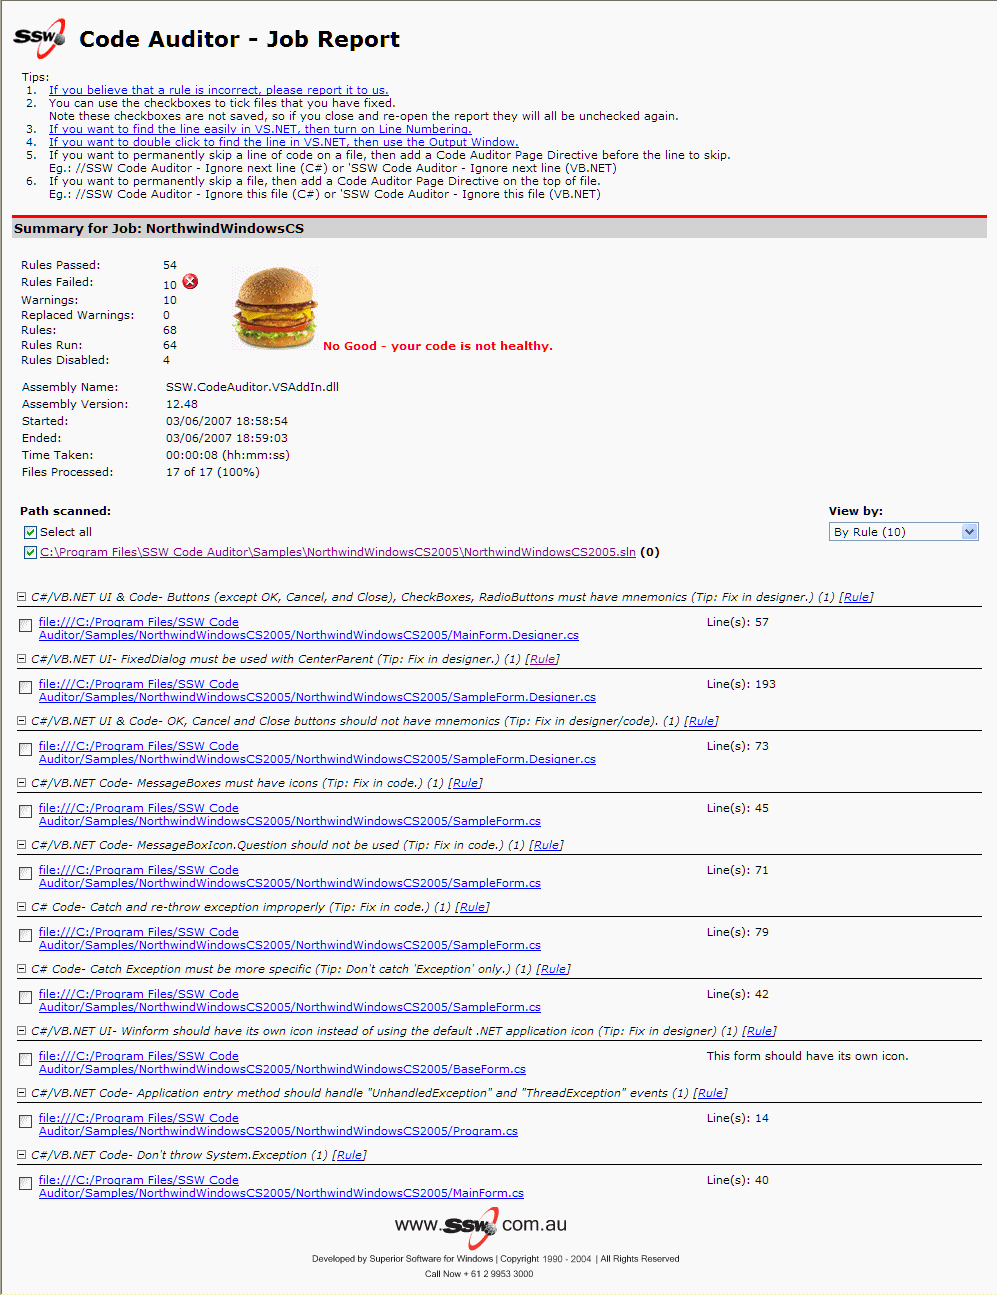 SSW Code Auditor - Job Report
Tips:
1. If you believe that a rule is incorrect, please report it to us.
2. You can use the checkboxes to tick files that you have fixed.
Note these checkboxes are not saved, so if you close and re-open the report they will all be unchecked again.
3. If you want to find the line easily in VS.NET, then turn on Line Numbering.
4. If you want to double click to find the line in VS.NET, then use the Output Window.
5. If you want to permanently skip a line of code on a file, then add a Code Auditor Page Directive before the line to skip.
Eg.: //SSW Code Auditor - Ignore next line (C#) or 'SSW Code Auditor - Ignore next line (VB.NET)
6. If you want to permanently skip a file, then add a Code Auditor Page Directive on the top of file.
Eg.: //SSW Code Auditor - Ignore this file (C#) or 'SSW Code Auditor - Ignore this file (VB.NET)
Summary for Job: NorthwindWindowsCS
Rules Passed: 54
Rules Failed: 10
Warnings: 10
Replaced Warnings: 0
Rules: 68
Rules Run: 64
Rules Disabled: 4
No Good - your code is not healthy.
Assembly Name: SSW.CodeAuditor.VSAddIn.dll
Assembly Version: 12.48
Started: 03/06/2007 18:58:54
Ended: 03/06/2007 18:59:03
Time Taken: 00:00:08 (hh:mm:ss)
Files Processed: 17 of 17 (100%)
Path scanned: View by:
Select all By Rule (10)
C:\Program Files\SSW Code Auditor\Samples\NorthwindWindowsCS2005\NorthwindWindowsCS2005.sln (0)
C#/VB.NET UI & Code- Buttons (except OK, Cancel, and Close), CheckBoxes, RadioButtons must have mnemonics (Tip: Fix in designer.) (1) [Rule]
file:///C:/Program Files/SSW Code Line(s): 57
Auditor/Samples/NorthwindWindowsCS2005/NorthwindWindowsCS2005/MainForm.Designer.cs
C#/VB.NET UI- FixedDialog must be used with CenterParent (Tip: Fix in designer.) (1) [Rule]
file:///C:/Program Files/SSW Code Line(s): 193
Auditor/Samples/NorthwindWindowsCS2005/NorthwindWindowsCS2005/SampleForm.Designer.cs
C#/VB.NET UI & Code- OK, Cancel and Close buttons should not have mnemonics (Tip: Fix in designer/code). (1) [Rule]
file:///C:/Program Files/SSW Code Line(s): 73
Auditor/Samples/NorthwindWindowsCS2005/NorthwindWindowsCS2005/SampleForm.Designer.cs
C#/VB.NET Code- MessageBoxes must have icons (Tip: Fix in code.) (1) [Rule]
file:///C:/Program Files/SSW Code Line(s): 45
Auditor/Samples/NorthwindWindowsCS2005/NorthwindWindowsCS2005/SampleForm.cs
C#/VB.NET Code- MessageBoxIcon.Question should not be used (Tip: Fix in code.) (1) [Rule]
file:///C:/Program Files/SSW Code Line(s): 71
Auditor/Samples/NorthwindWindowsCS2005/NorthwindWindowsCS2005/SampleForm.cs
C# Code- Catch and re-throw exception improperly (Tip: Fix in code.) (1) [Rule]
file:///C:/Program Files/SSW Code Line(s): 79
Auditor/Samples/NorthwindWindowsCS2005/NorthwindWindowsCS2005/SampleForm.cs
C# Code- Catch Exception must be more specific (Tip: Don't catch 'Exception' only.) (1) [Rule]
file:///C:/Program Files/SSW Code Line(s): 42
Auditor/Samples/NorthwindWindowsCS2005/NorthwindWindowsCS2005/SampleForm.cs
C#/VB.NET UI- Winform should have its own icon instead of using the default .NET application icon (Tip: Fix in designer) (1) [Rule]
file:///C:/Program Files/SSW Code This form should have its own icon.
Auditor/Samples/NorthwindWindowsCS2005/NorthwindWindowsCS2005/BaseForm.cs
C#/VB.NET Code- Application entry method should handle "UnhandledException" and "ThreadException" events (1) [Rule]
file:///C:/Program Files/SSW Code Line(s): 14
Auditor/Samples/NorthwindWindowsCS2005/NorthwindWindowsCS2005/Program.cs
C#/VB.NET Code- Don't throw System.Exception (1) [Rule]
file:///C:/Program Files/SSW Code Line(s): 40
Auditor/Samples/NorthwindWindowsCS2005/NorthwindWindowsCS2005/MainForm.cs
www.SSW.com.au
Developed by Superior Software for Windows | Copyright 1990 - 2004 | All Rights Reserved
Call Now + 61 2 9953 3000